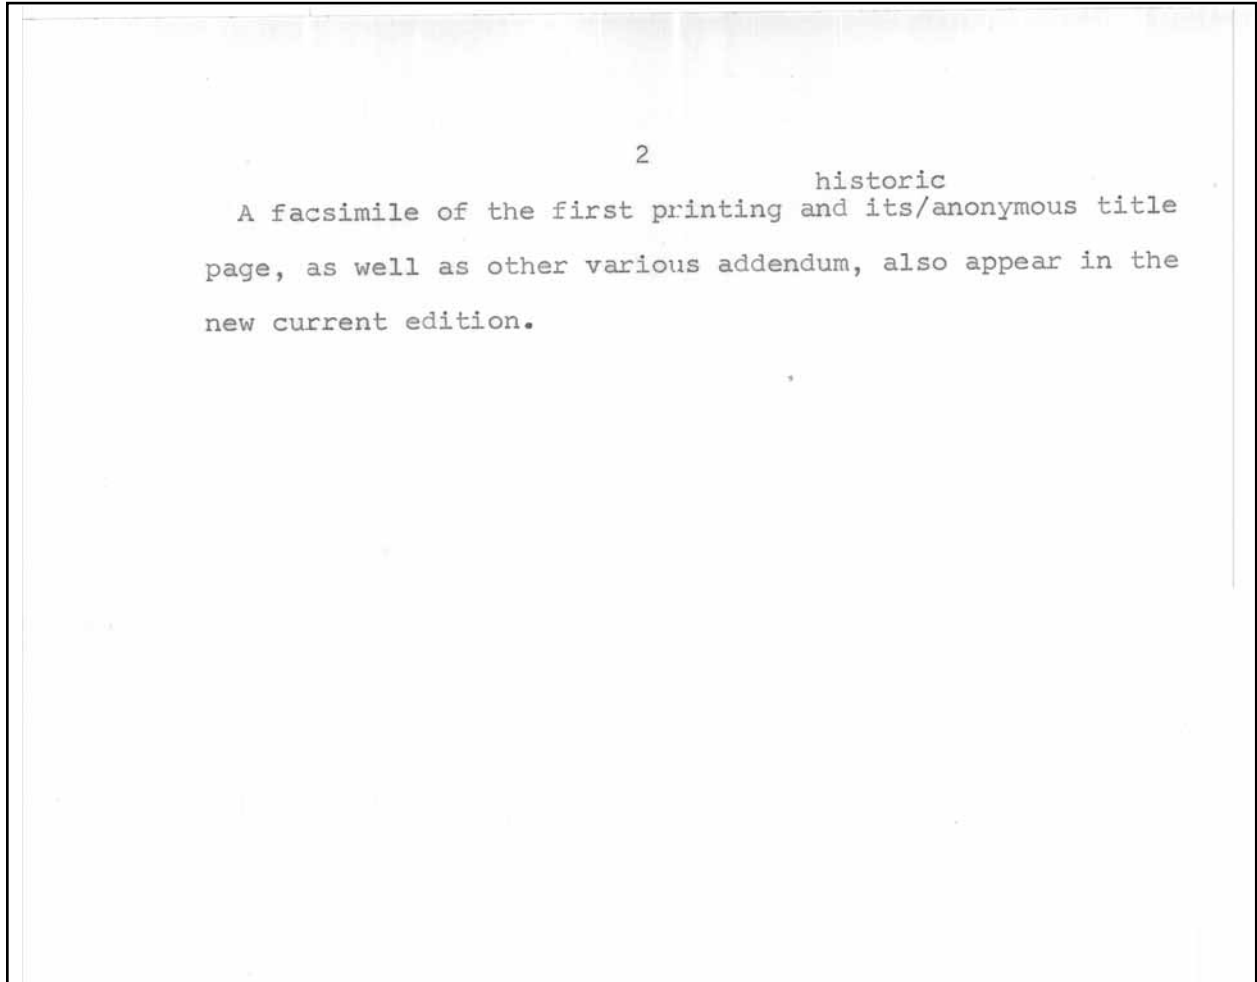 2
historic
A facsimile of the first printing and its/anonymous title
page, as well as other various addendum, also appear in the
new current edition.